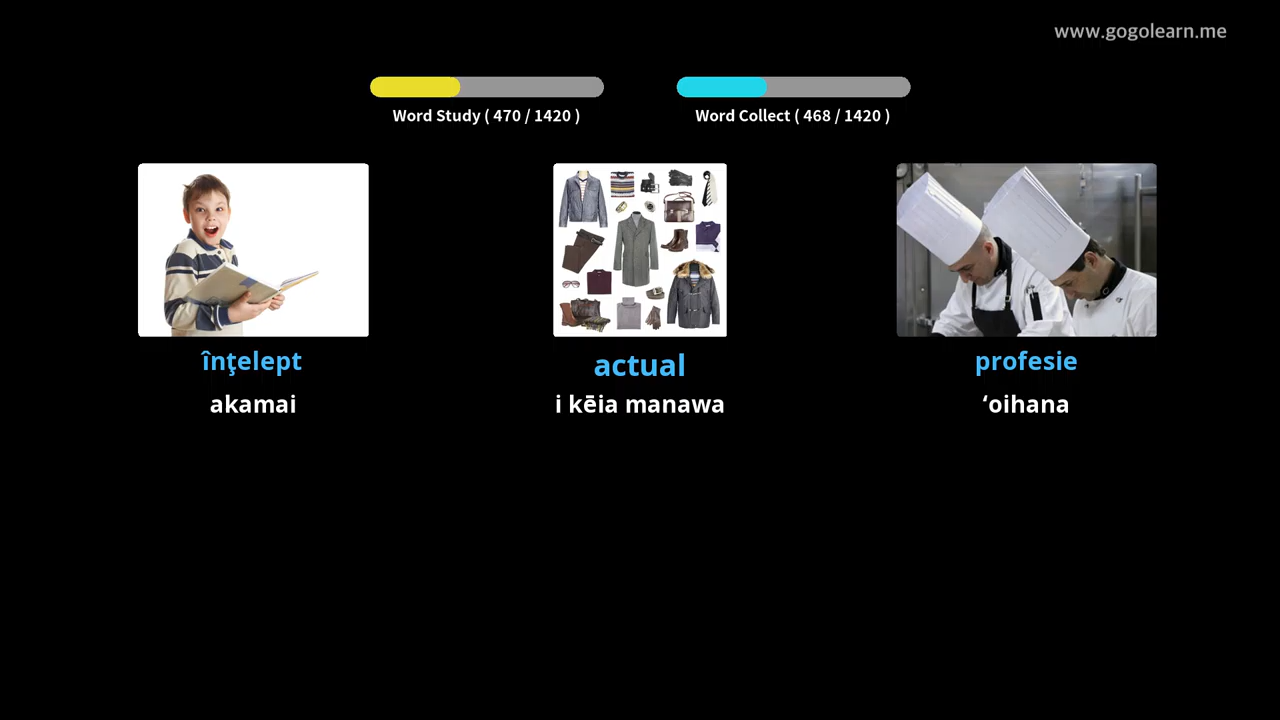 www.gogolearn.me
Word Study ( 470 / 1420 )
Word Collect ( 468 / 1420 )
înţelept
actual
profesie
akamai
i kēia manawa
ʻoihana